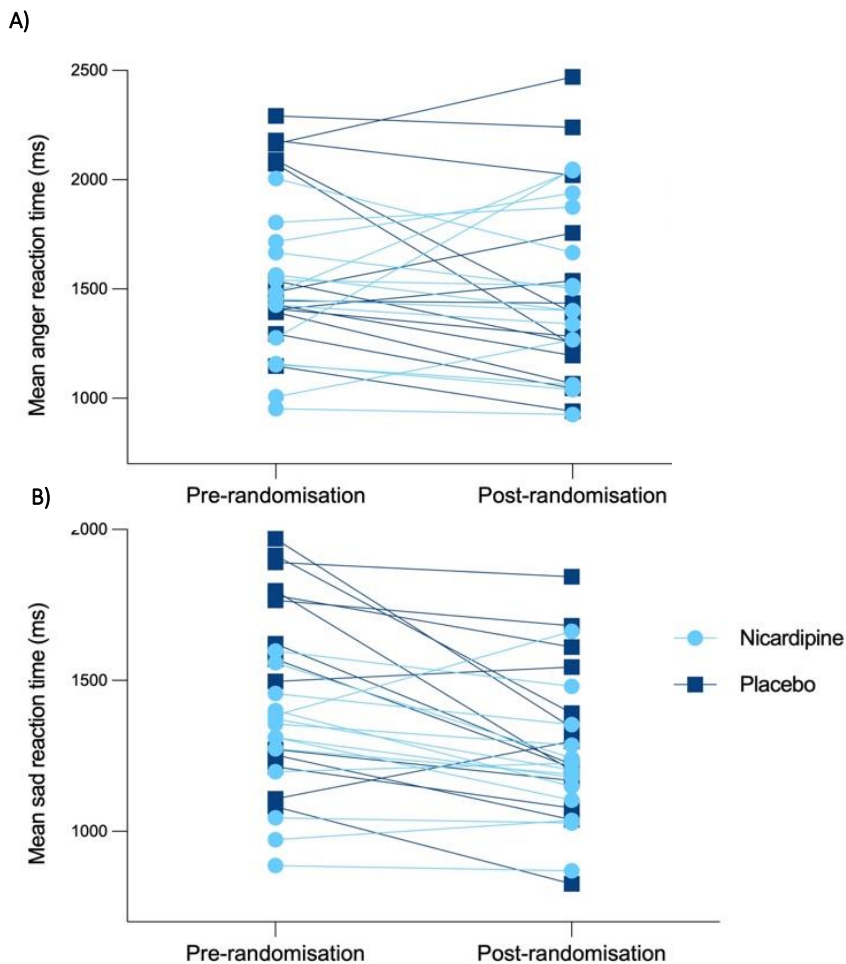 A)
Mean anger reaction time (ms)
2500
2000
1500
1000
Pre-randomisation Post-randomisation
B)
Mean sad reaction time (ms)
000
1500
1000
Nicardipine
Placebo
Pre-randomisation Post-randomisation